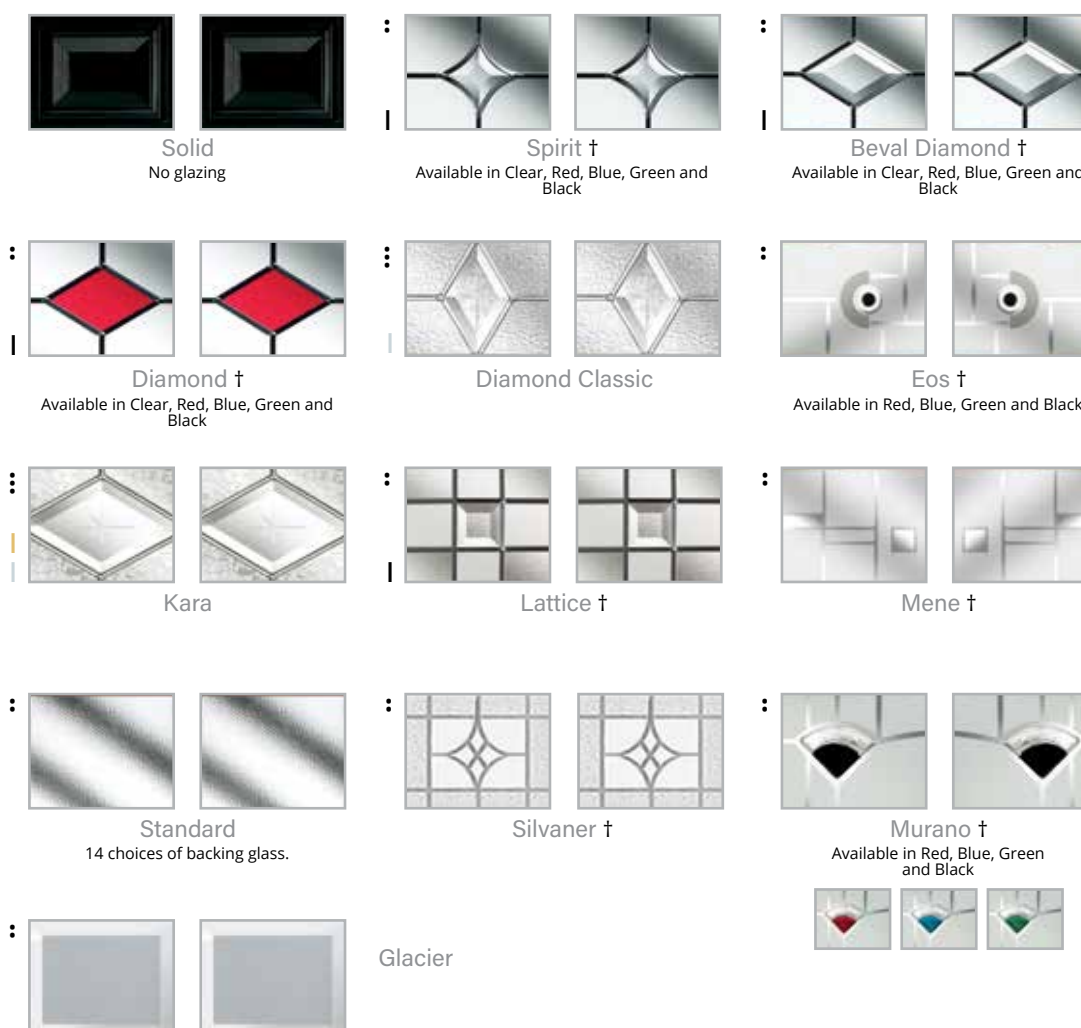 Solid
No glazing
Spirit †
Available in Clear, Red, Blue, Green and
Black
Beval Diamond †
Available in Clear, Red, Blue, Green and
Black
Diamond †
Available in Clear, Red, Blue, Green and
Black
Diamond Classic
Eos †
Available in Red, Blue, Green and Black
Kara
Lattice †
Mene †
Standard
14 choices of backing glass.
Silvaner †
Murano †
Available in Red, Blue, Green
and Black
Glacier